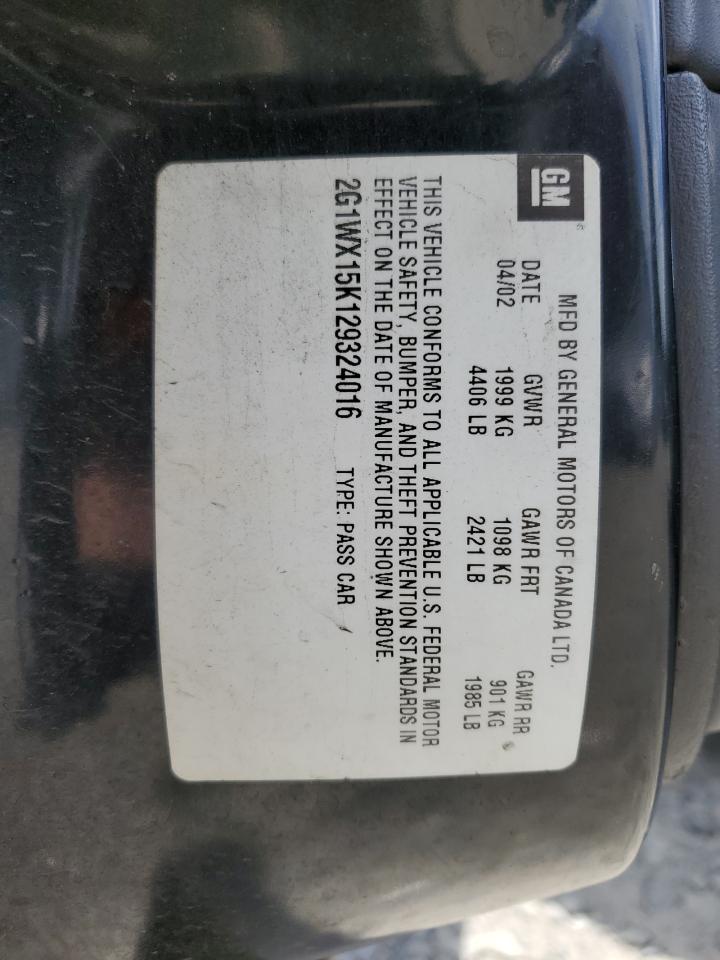 GM
MFD BY GENERAL MOTORS OF CANADA LTD.
DATE GVWR GAWR FRT GAWR RR
04/02 1999 KG 1098 KG 901 KG
4406 LB 2421 LB 1985 LB
THIS VEHICLE CONFORMS TO ALL APPLICABLE U.S. FEDERAL MOTOR
VEHICLE SAFETY, BUMPER, AND THEFT PREVENTION STANDARDS IN
EFFECT ON THE DATE OF MANUFACTURE SHOWN ABOVE.
2G1WX15K129324016 TYPE: PASS CAR